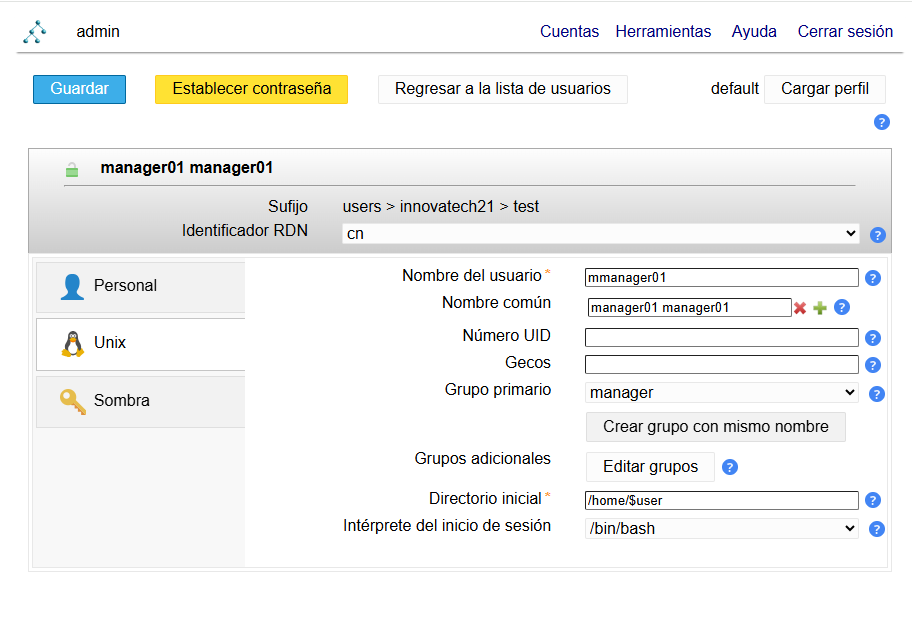 admin Cuentas Herramientas Ayuda Cerrar sesión
Guardar Establecer contraseña Regresar a la lista de usuarios default Cargar perfil
?
manager01 manager01
Sufijo users > innovatech21 > test
Identificador RDN cn ?
Personal
Unix
Sombra
Nombre del usuario* mmanager01 ?
Nombre común manager01 manager01 ?
Número UID ?
Gecos ?
Grupo primario manager ?
Crear grupo con mismo nombre
Grupos adicionales Editar grupos ?
Directorio inicial* /home/$user ?
Intérprete del inicio de sesión /bin/bash ?